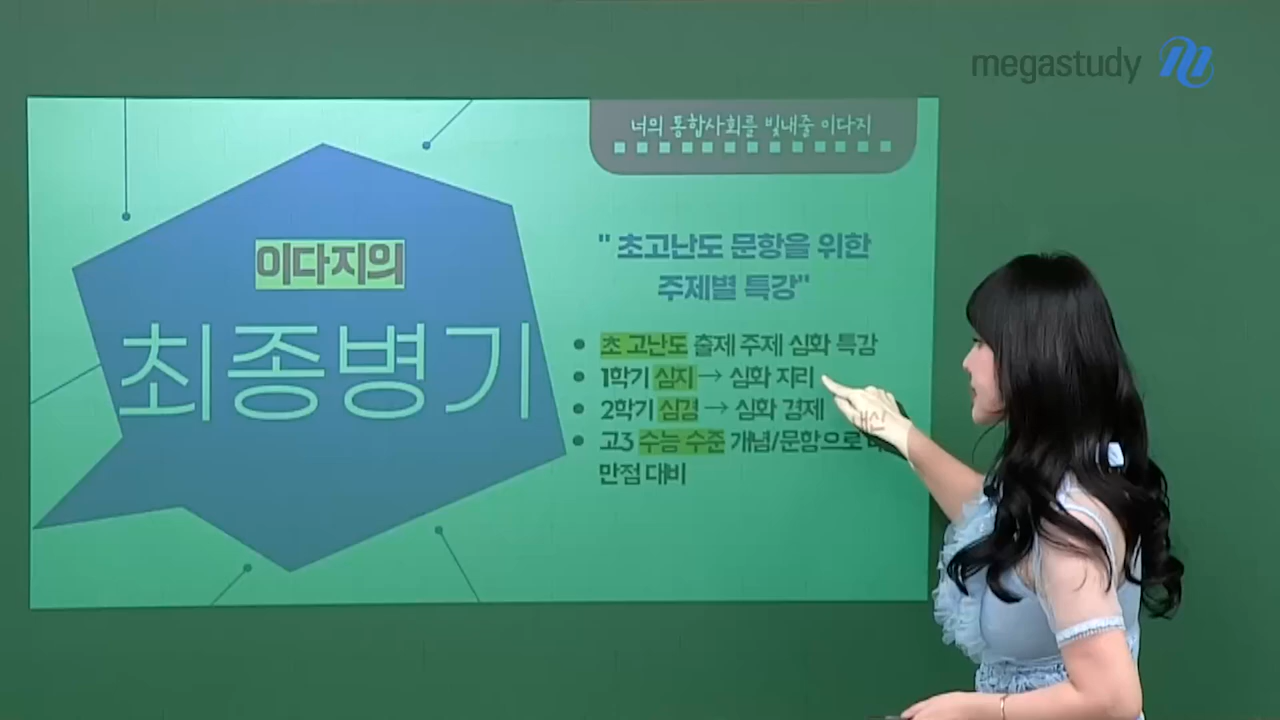 megastudy
너의 통합사회를 빛내줄 이다지
이다지의
최종병기
" 초고난도 문항을 위한
주제별 특강"
초 고난도 출제 주제 심화 특강
1학기 심지 → 심화 지리
2학기 심경 → 심화 경제
고3 수능 수준 개념/문항으로 내신
만점 대비